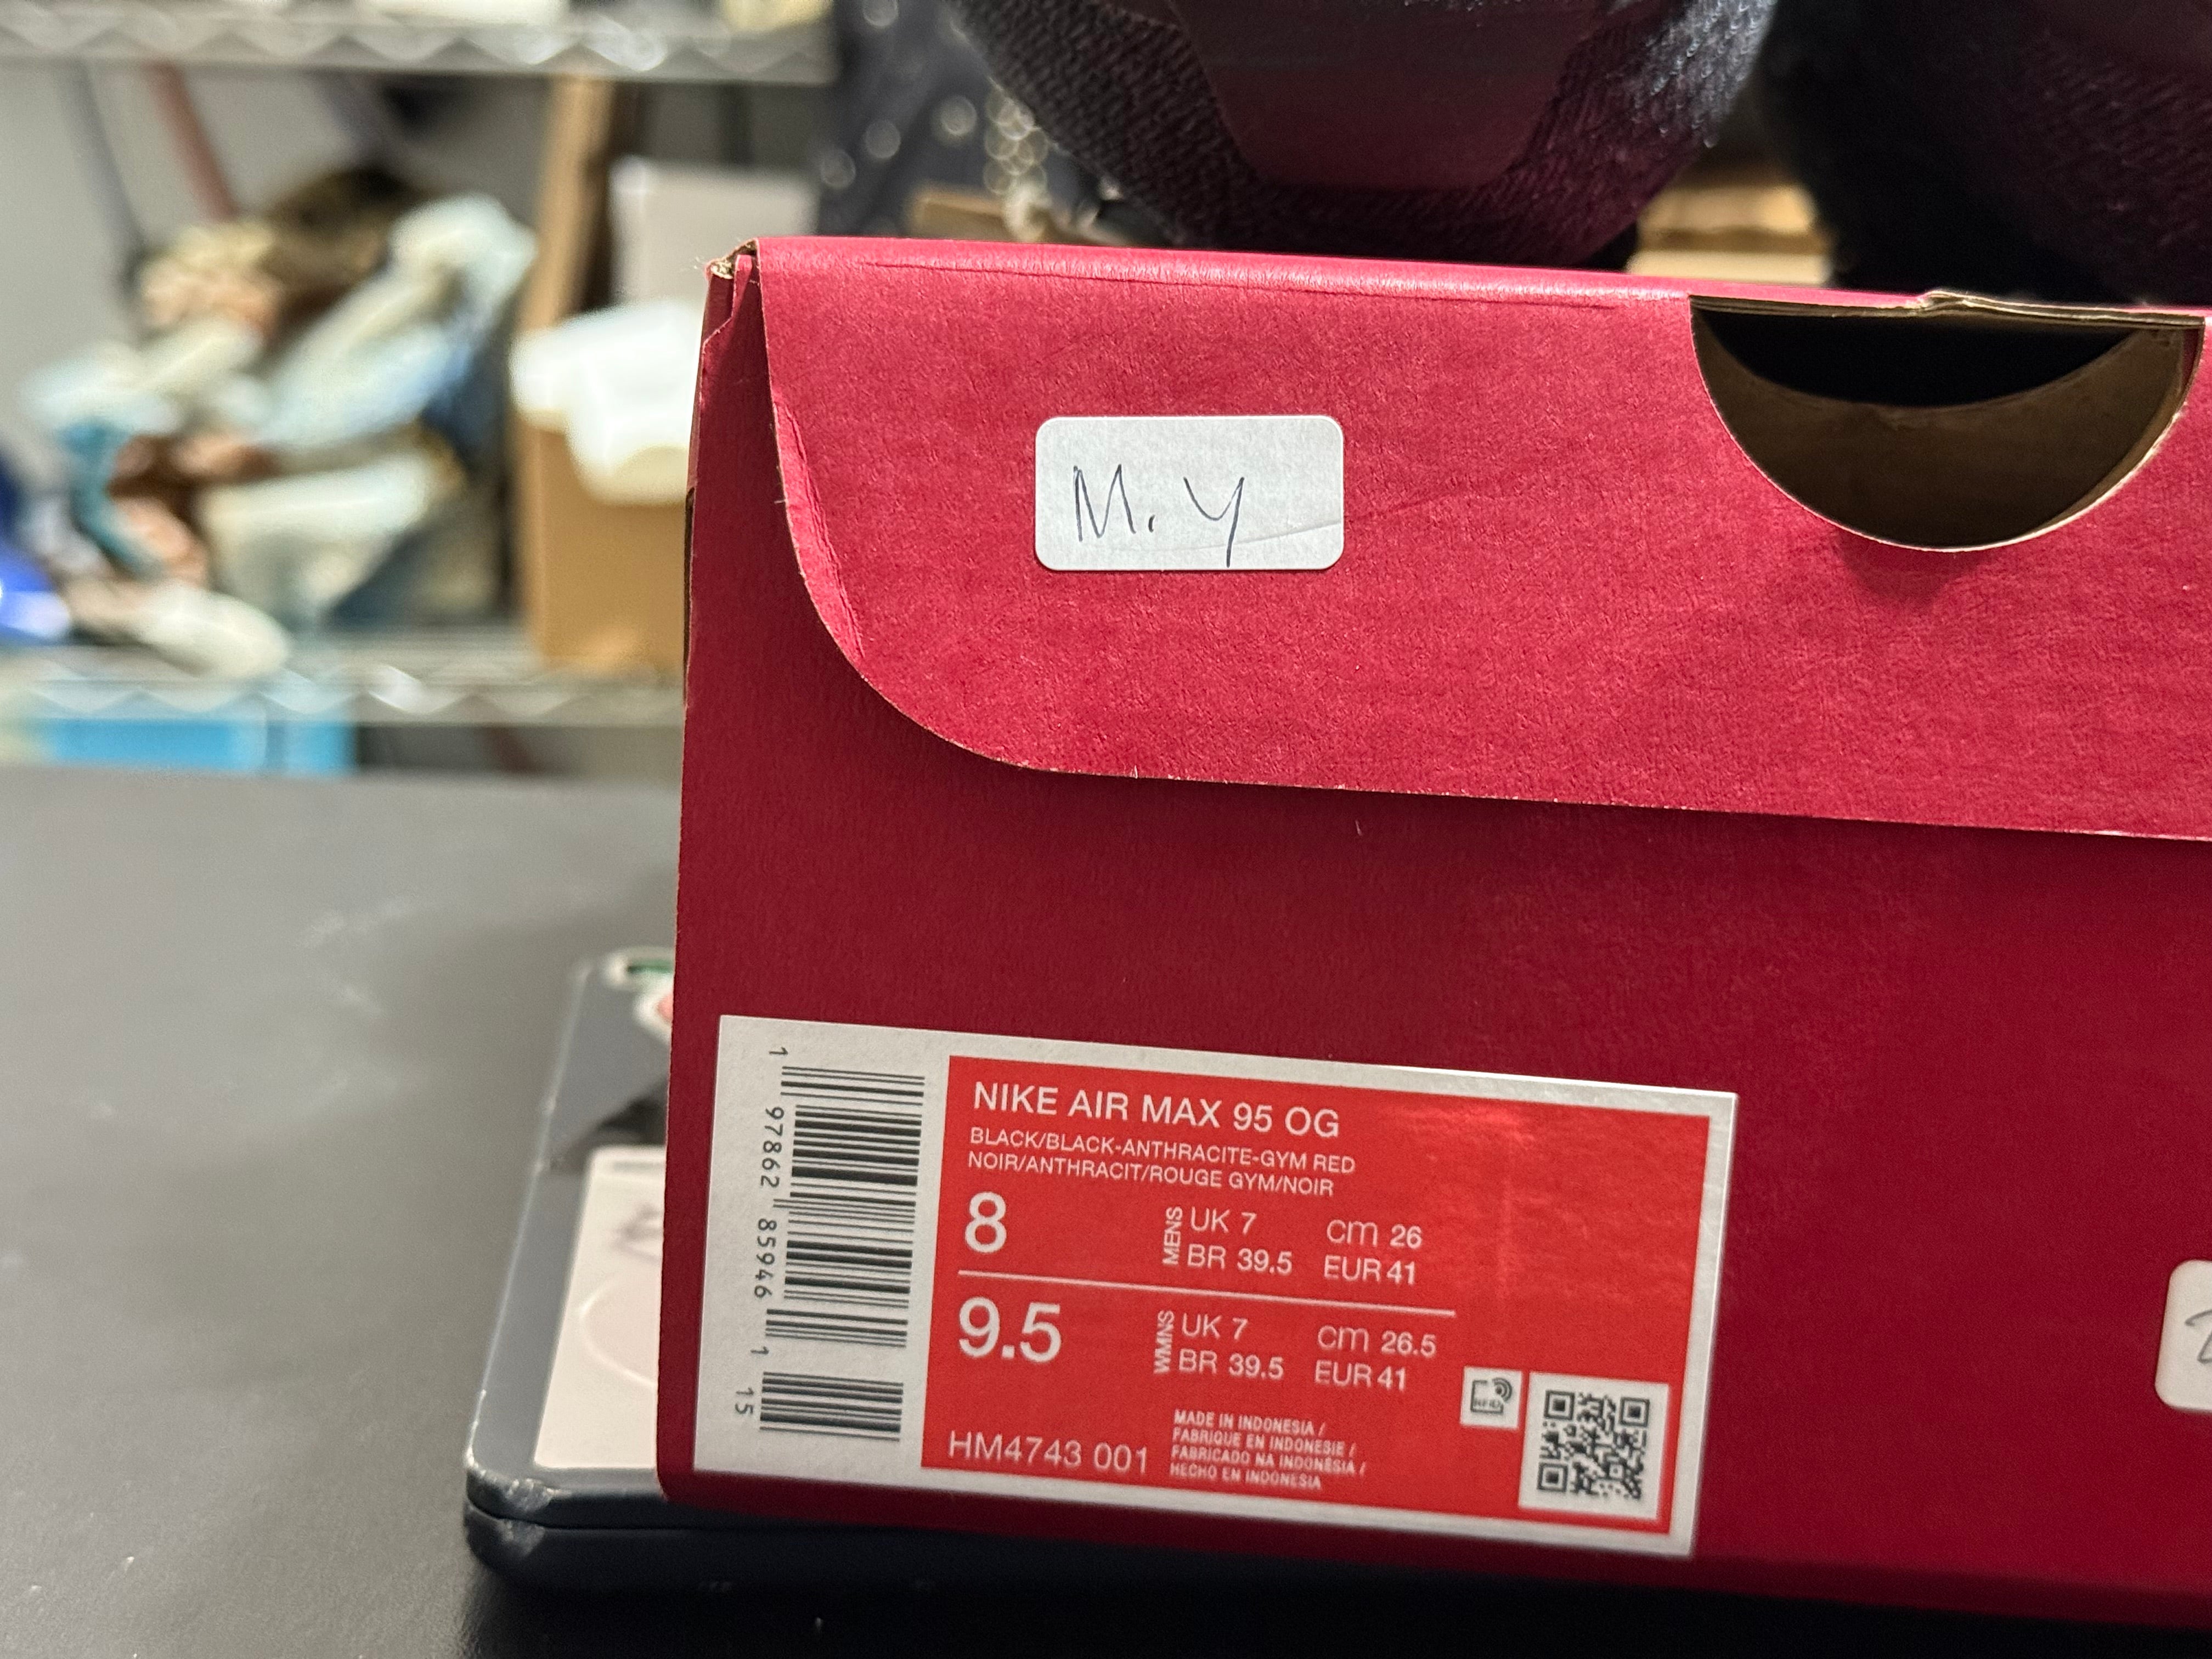 M. Y
NIKE AIR MAX 95 OG
BLACK/BLACK-ANTHRACITE-GYM RED
NOIR/ANTHRACIT/ROUGE GYM/NOIR
8 MENS UK 7 cm 26
BR 39.5 EUR 41
9.5 WMNS UK 7 cm 26.5
BR 39.5 EUR 41
HM4743 001
MADE IN INDONESIA /
FABRIQUE EN INDONESIE /
FABRICADO NA INDONÉSIA /
HECHO EN INDONESIA
RFID
1 97862 85946 1 15